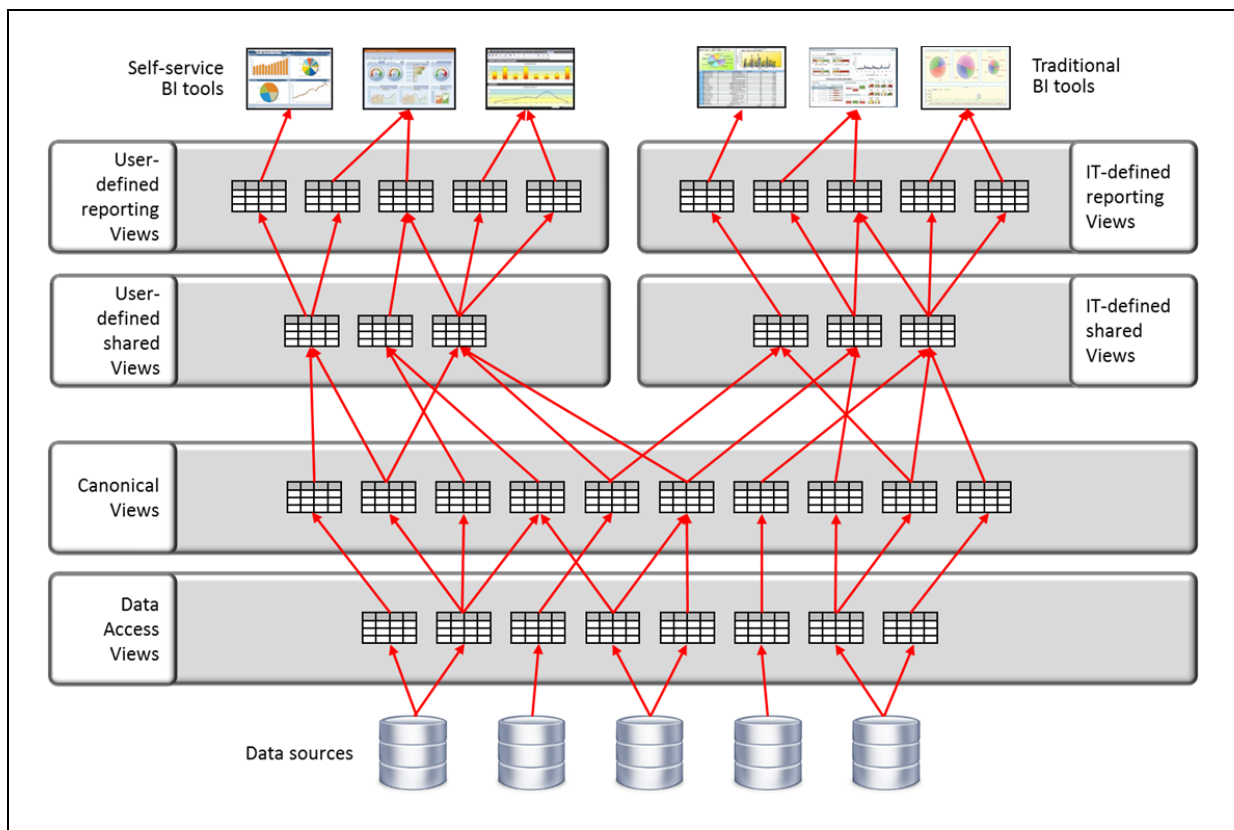 Self-service
BI tools
Traditional
BI tools
User-
defined
reporting
Views
IT-defined
reporting
Views
User-
defined
shared
Views
IT-defined
shared
Views
Canonical
Views
Data
Access
Views
Data sources